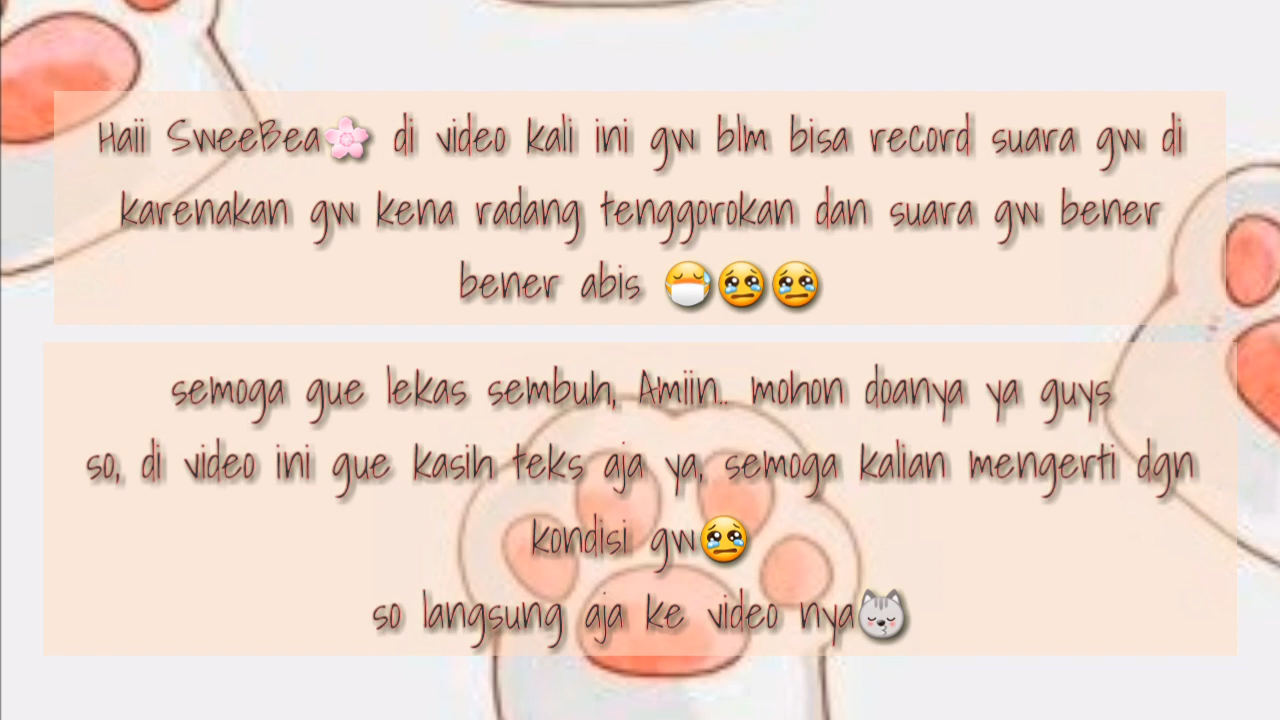 Haii SweeBea🌸 di video kali ini gw blm bisa record suara gw di
karenakan gw kena radang tenggorokan dan suara gw bener
bener abis 😷😢😢
semoga gue lekas sembuh, Amiin.. mohon doanya ya guys
so, di video ini gue kasih teks aja ya, semoga kalian mengerti dgn
kondisi gw😢
so langsung aja ke video nya😽